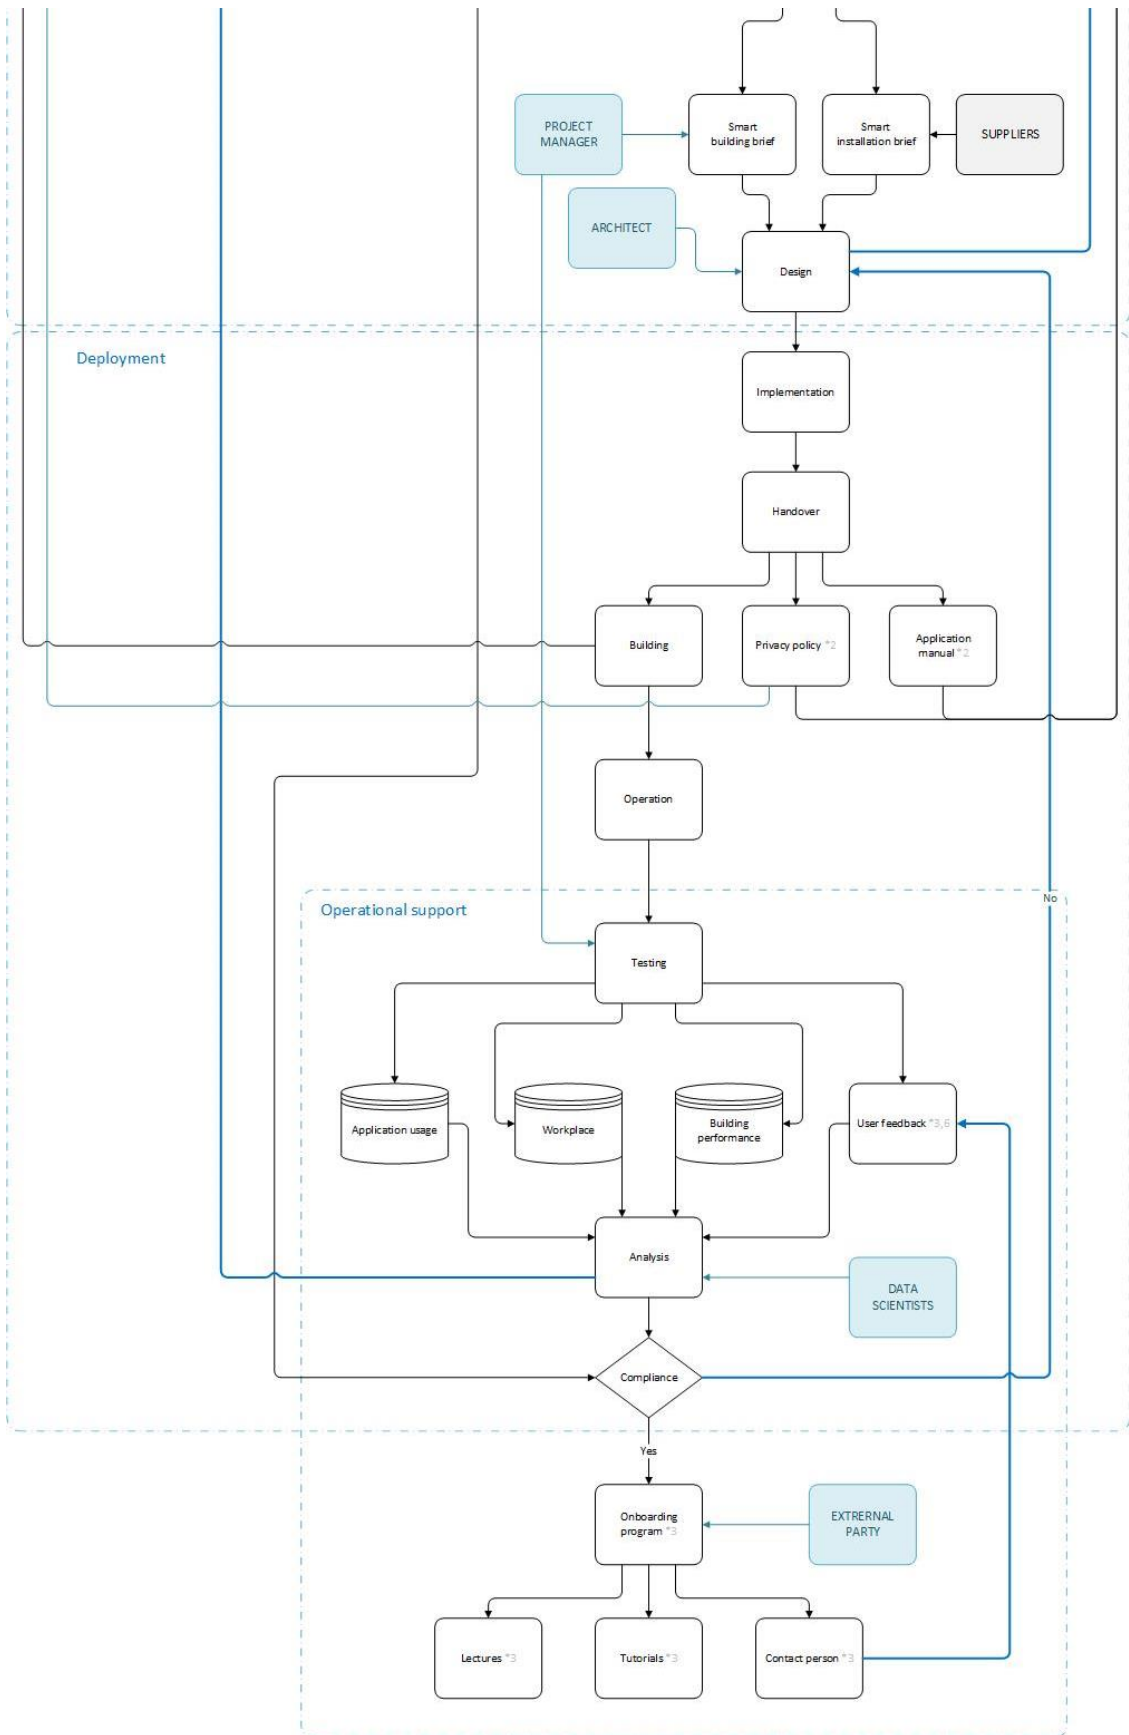 PROJECT
MANAGER
Smart
building brief
Smart
installation brief
SUPPLIERS
ARCHITECT
Design
Deployment
Implementation
Handover
Building
Privacy policy *2
Application
manual *2
Operation
No
Operational support
Testing
Application usage
Workplace
Building
performance
User feedback *3,6
Analysis
DATA
SCIENTISTS
Compliance
Yes
Onboarding
program *3
EXTRERNAL
PARTY
Lectures *3
Tutorials *3
Contact person *3